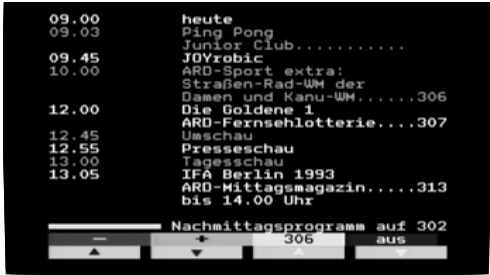 09.00 heute
09.03 Ping Pong
Junior Club...........
09.45 JOYrobic
10.00 ARD-Sport extra:
Straßen-Rad-WM der
Damen und Kanu-WM......306
12.00 Die Goldene 1
ARD-Fernsehlotterie....307
12.45 Umschau
12.55 Presseschau
13.00 Tagesschau
13.05 IFA Berlin 1993
ARD-Mittagsmagazin.....313
bis 14.00 Uhr
Nachmittagsprogramm auf 302
– + 306 aus
▲ ▼ ▲ ▼